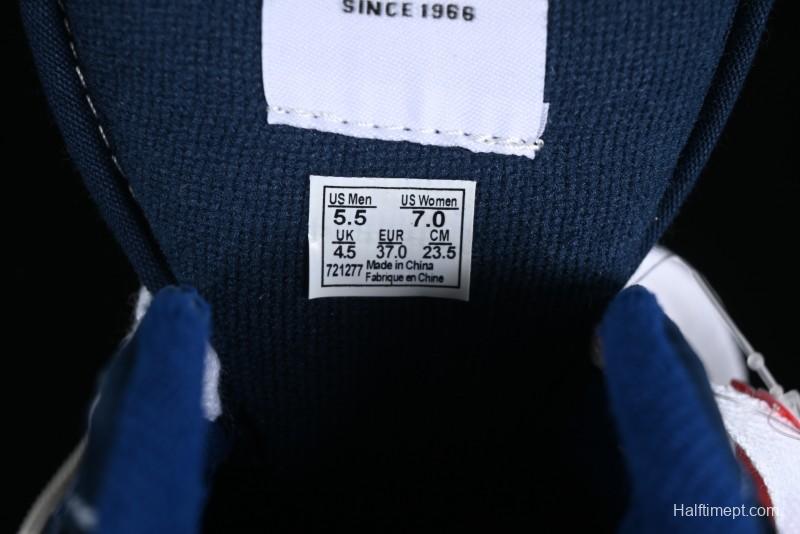 SINCE 1966
US Men US Women
5.5 7.0
UK EUR CM
4.5 37.0 23.5
721277 Made in China
Fabrique en Chine
Halftimept.com